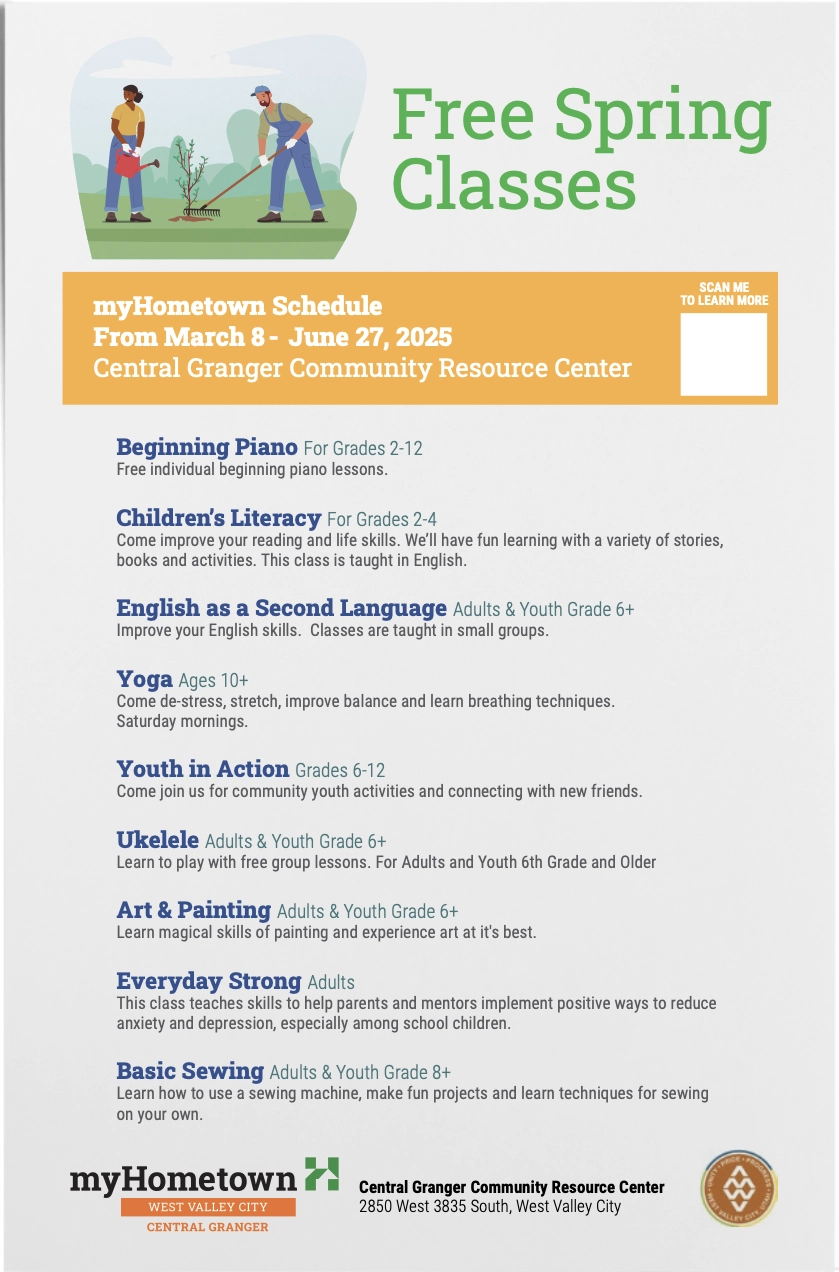 Free Spring
Classes
SCAN ME
TO LEARN MORE
myHometown Schedule
From March 8 - June 27, 2025
Central Granger Community Resource Center
Beginning Piano For Grades 2-12
Free individual beginning piano lessons.
Children's Literacy For Grades 2-4
Come improve your reading and life skills. We'll have fun learning with a variety of stories,
books and activities. This class is taught in English.
English as a Second Language Adults & Youth Grade 6+
Improve your English skills.  Classes are taught in small groups.
Yoga Ages 10+
Come de-stress, stretch, improve balance and learn breathing techniques.
Saturday mornings.
Youth in Action Grades 6-12
Come join us for community youth activities and connecting with new friends.
Ukelele Adults & Youth Grade 6+
Learn to play with free group lessons. For Adults and Youth 6th Grade and Older
Art & Painting Adults & Youth Grade 6+
Learn magical skills of painting and experience art at it's best.
Everyday Strong Adults
This class teaches skills to help parents and mentors implement positive ways to reduce
anxiety and depression, especially among school children.
Basic Sewing Adults & Youth Grade 8+
Learn how to use a sewing machine, make fun projects and learn techniques for sewing
on your own.
myHometown
WEST VALLEY CITY
CENTRAL GRANGER
Central Granger Community Resource Center
2850 West 3835 South, West Valley City
UNITY • PRIDE • PROGRESS
WEST VALLEY CITY, UTAH